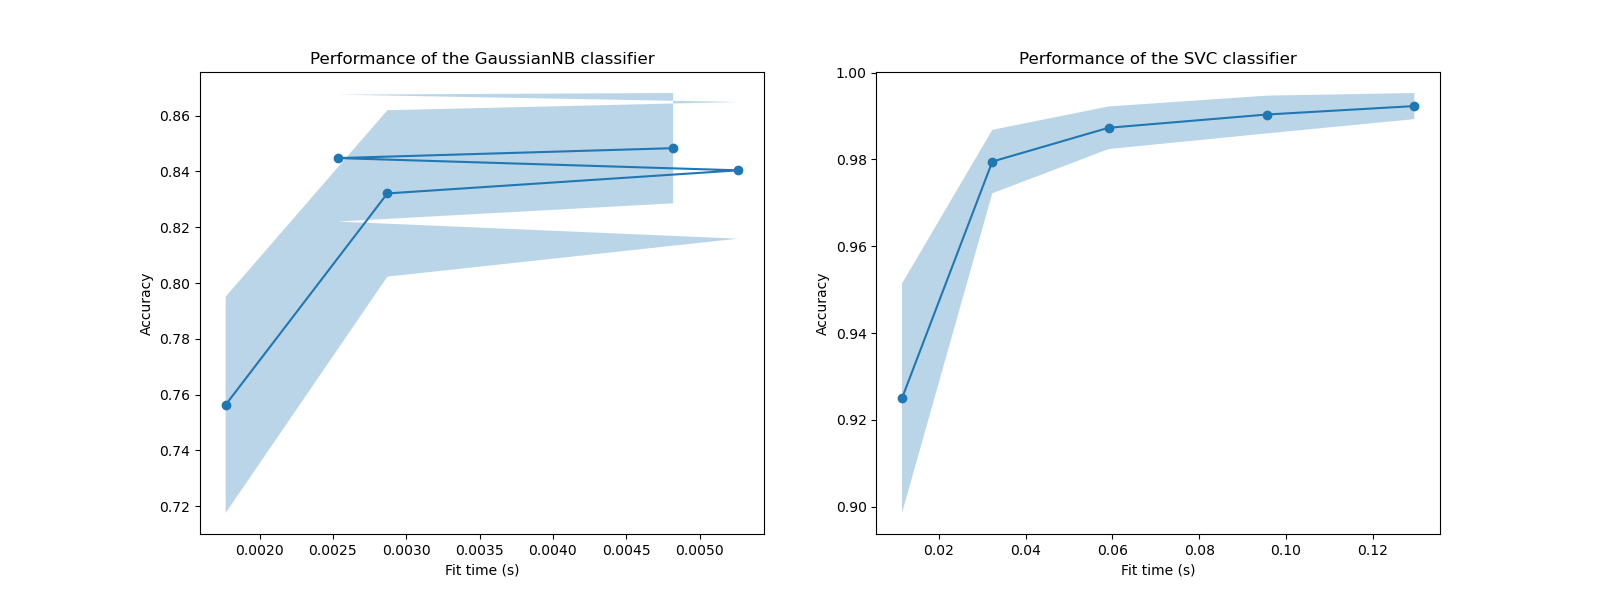 Performance of the GaussianNB classifier
Accuracy
0.86
0.84
0.82
0.80
0.78
0.76
0.74
0.72
0.0020 0.0025 0.0030 0.0035 0.0040 0.0045 0.0050
Fit time (s)
Performance of the SVC classifier
Accuracy
1.00
0.98
0.96
0.94
0.92
0.90
0.02 0.04 0.06 0.08 0.10 0.12
Fit time (s)